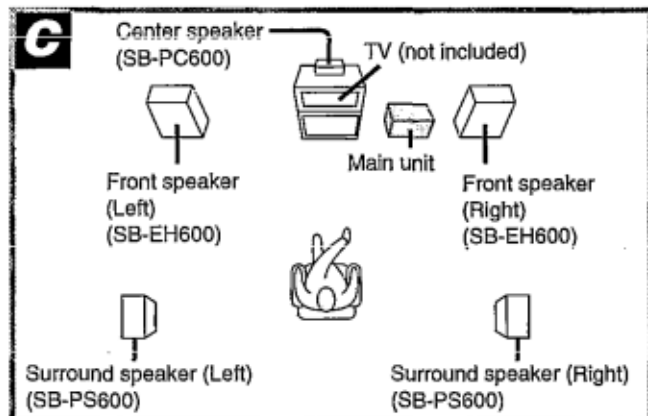 C
Center speaker
(SB-PC600)
TV (not included)
Main unit
Front speaker
(Left)
(SB-EH600)
Front speaker
(Right)
(SB-EH600)
Surround speaker (Left)
(SB-PS600)
Surround speaker (Right)
(SB-PS600)